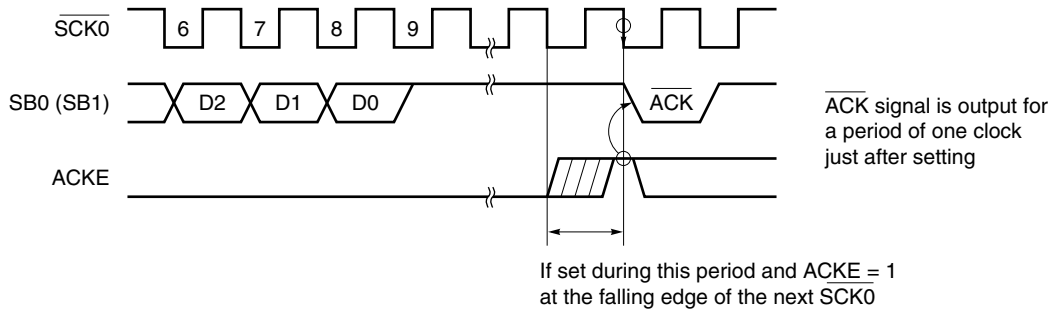 SCK0
6 7 8 9
SB0 (SB1)
D2 D1 D0
ACK
ACK signal is output for
a period of one clock
just after setting
ACKE
If set during this period and ACKE = 1
at the falling edge of the next SCK0